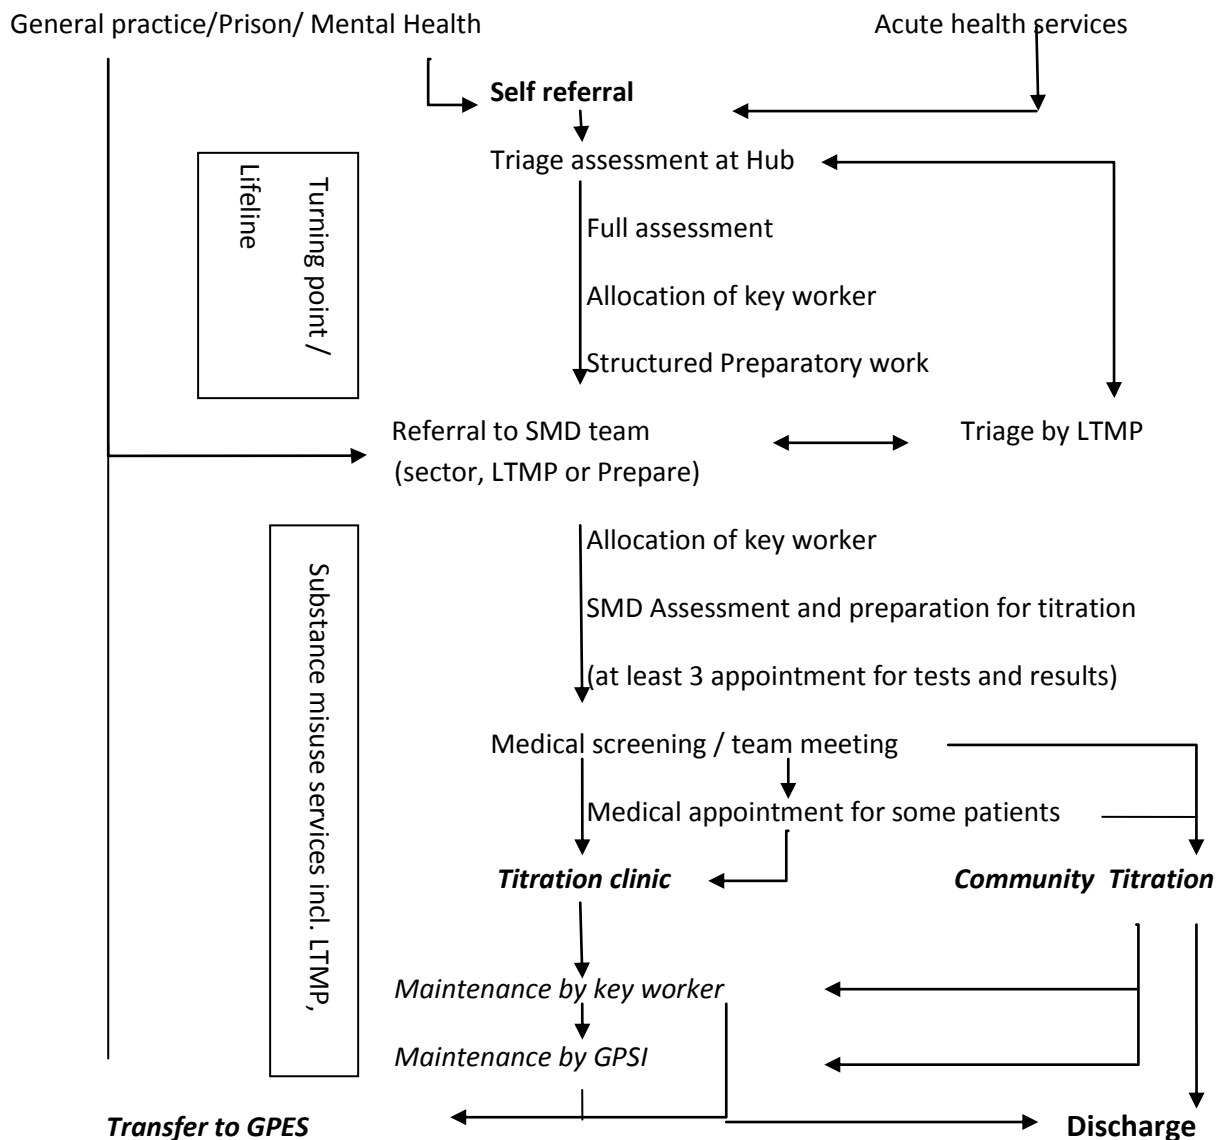 General practice/Prison/ Mental Health
Acute health services
Self referral
Triage assessment at Hub
Turning point /
Lifeline
Full assessment
Allocation of key worker
Structured Preparatory work
Referral to SMD team
(sector, LTMP or Prepare)
Triage by LTMP
Substance misuse services incl. LTMP,
Allocation of key worker
SMD Assessment and preparation for titration
(at least 3 appointment for tests and results)
Medical screening / team meeting
Medical appointment for some patients
Titration clinic
Community Titration
Maintenance by key worker
Maintenance by GPSI
Transfer to GPES
Discharge